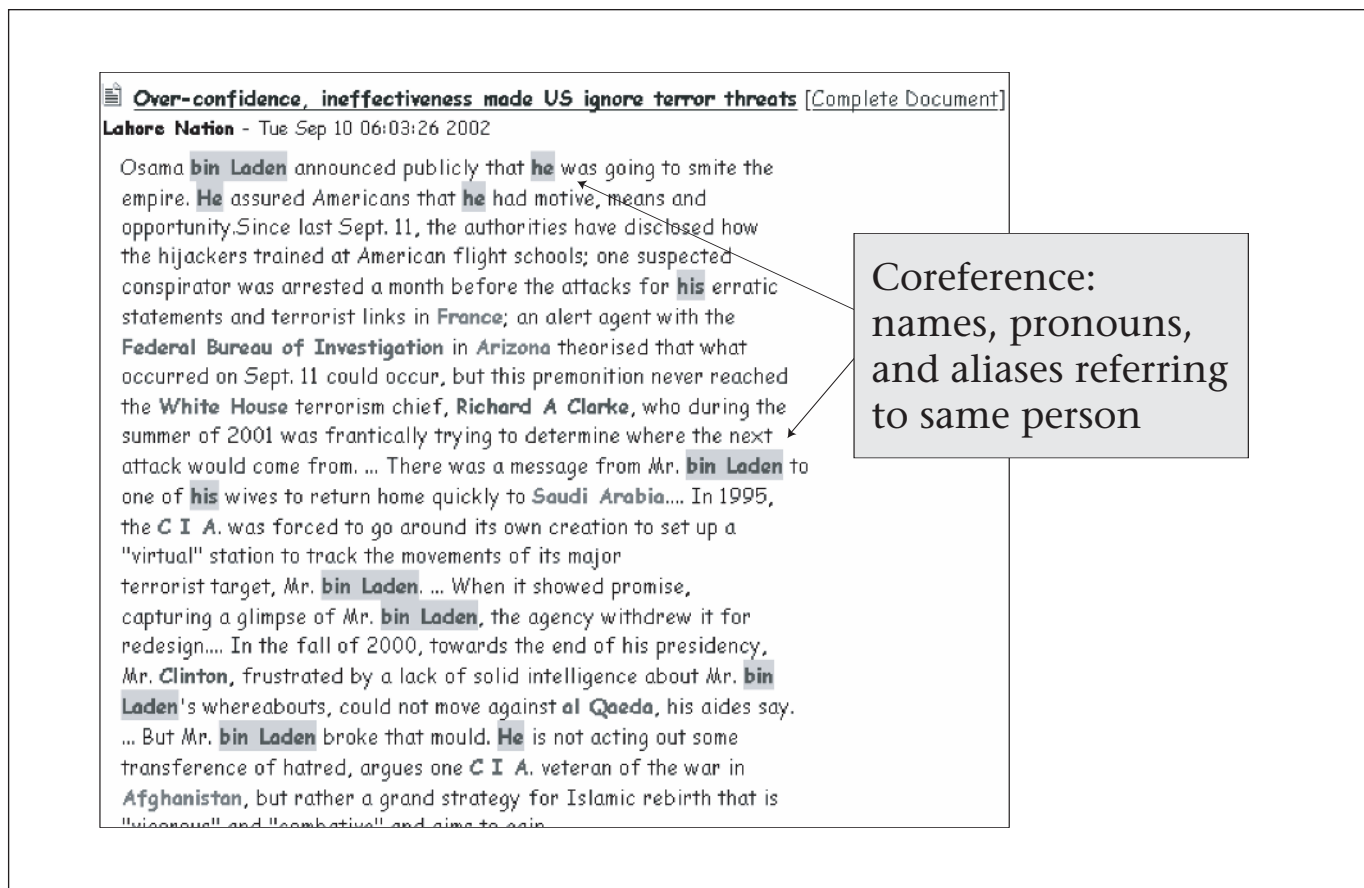 Over-confidence, ineffectiveness made US ignore terror threats [Complete Document]
Lahore Nation - Tue Sep 10 06:03:26 2002
Osama bin Laden announced publicly that he was going to smite the
empire. He assured Americans that he had motive, means and
opportunity.Since last Sept. 11, the authorities have disclosed how
the hijackers trained at American flight schools; one suspected
conspirator was arrested a month before the attacks for his erratic
statements and terrorist links in France; an alert agent with the
Federal Bureau of Investigation in Arizona theorised that what
occurred on Sept. 11 could occur, but this premonition never reached
the White House terrorism chief, Richard A Clarke, who during the
summer of 2001 was frantically trying to determine where the next
attack would come from. ... There was a message from Mr. bin Laden to
one of his wives to return home quickly to Saudi Arabia.... In 1995,
the C I A. was forced to go around its own creation to set up a
"virtual" station to track the movements of its major
terrorist target, Mr. bin Laden. ... When it showed promise,
capturing a glimpse of Mr. bin Laden, the agency withdrew it for
redesign.... In the fall of 2000, towards the end of his presidency,
Mr. Clinton, frustrated by a lack of solid intelligence about Mr. bin
Laden's whereabouts, could not move against al Qaeda, his aides say.
... But Mr. bin Laden broke that mould. He is not acting out some
transference of hatred, argues one C I A. veteran of the war in
Afghanistan, but rather a grand strategy for Islamic rebirth that is
"vigorous" and "combative" and aims to gain
Coreference:
names, pronouns,
and aliases referring
to same person